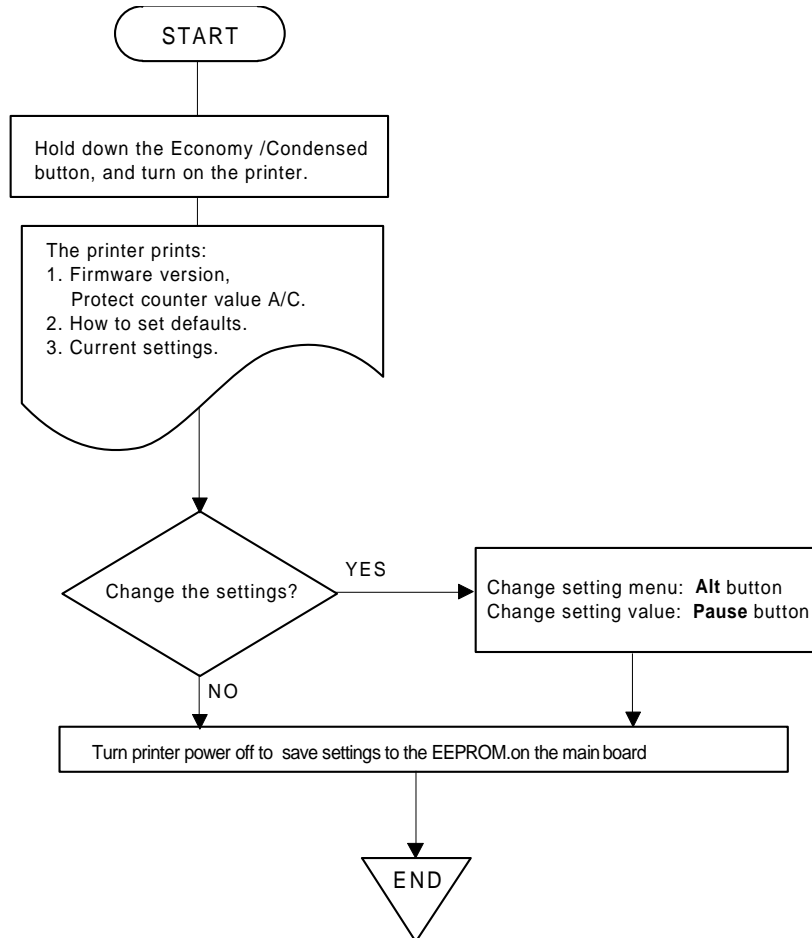 START
Hold down the Economy /Condensed
button, and turn on the printer.
The printer prints:
1. Firmware version,
Protect counter value A/C.
2. How to set defaults.
3. Current settings.
Change the settings?
YES
Change setting menu: Alt button
Change setting value: Pause button
NO
Turn printer power off to save settings to the EEPROM.on the main board
END